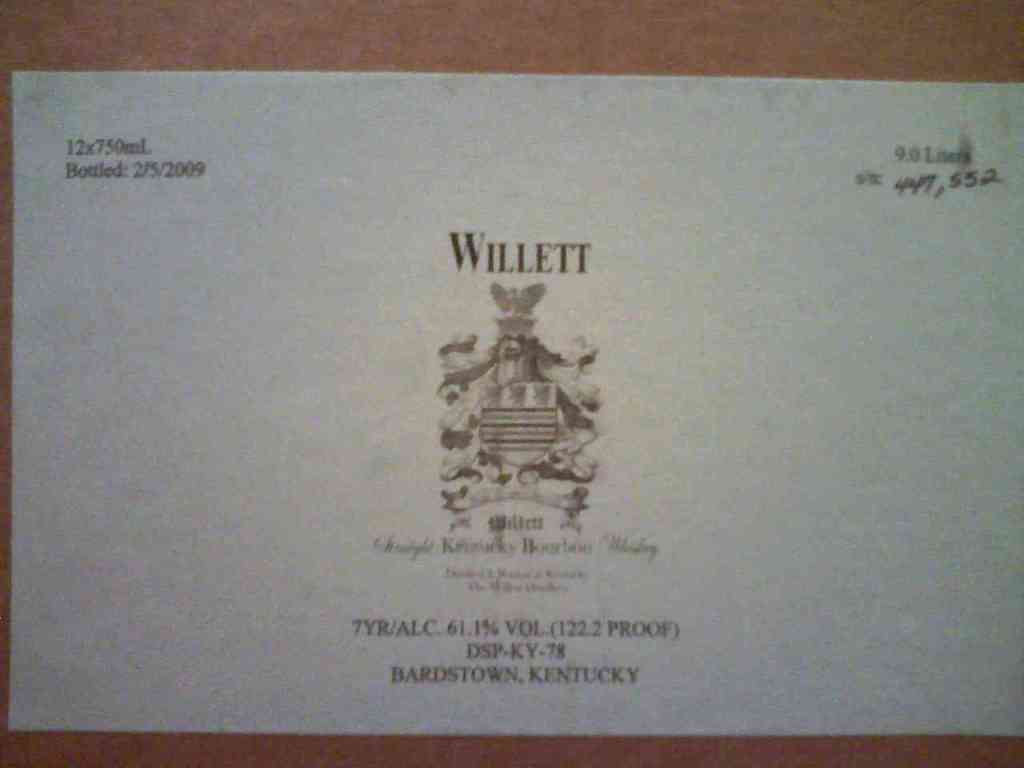 12x750mL
Bottled: 2/5/2009
9.0 Liters
447,552
WILLETT
Willett
Straight Kentucky Bourbon Whiskey
7YR/ALC. 61.1% VOL.(122.2 PROOF)
DSP-KY-78
BARDSTOWN, KENTUCKY